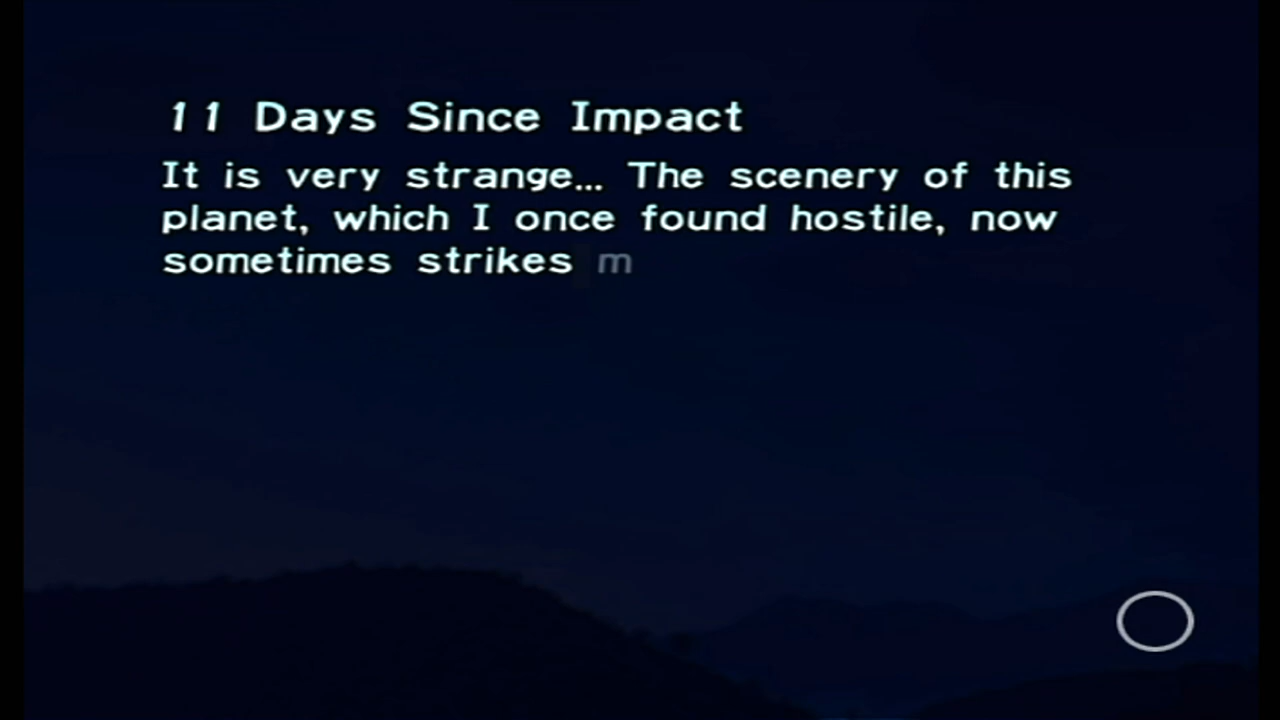 11 Days Since Impact
It is very strange... The scenery of this
planet, which I once found hostile, now
sometimes strikes m